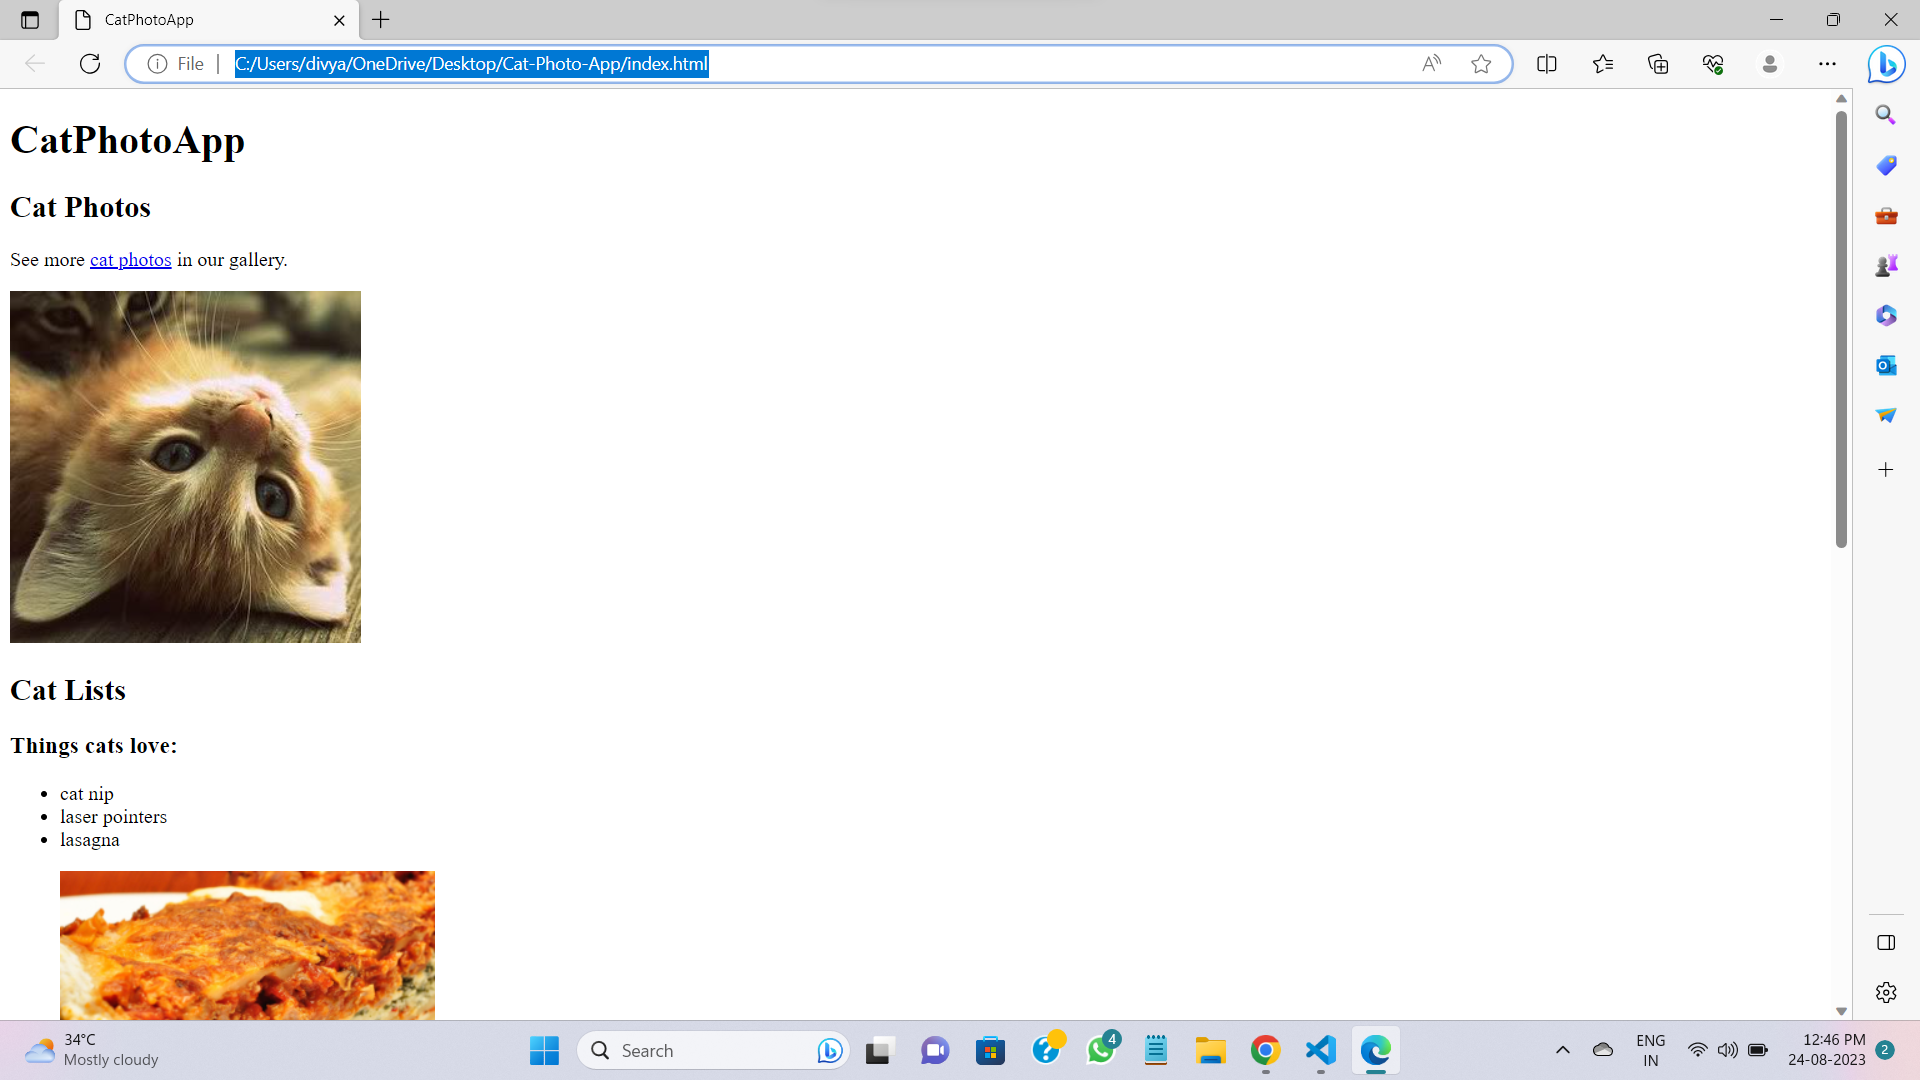 CatPhotoApp
File
C:/Users/divya/OneDrive/Desktop/Cat-Photo-App/index.html
CatPhotoApp
Cat Photos
See more cat photos in our gallery.
Cat Lists
Things cats love:
cat nip
laser pointers
lasagna
34°C
Mostly cloudy
Search
4
ENG
IN
12:46 PM
24-08-2023
2